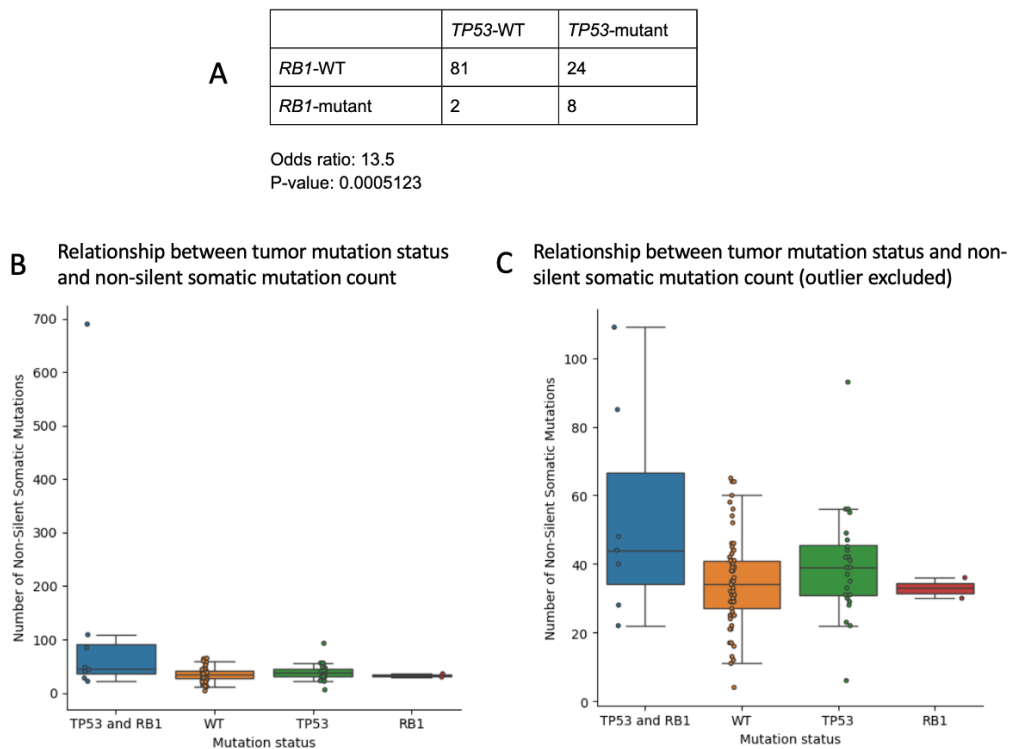 A
TP53-WT TP53-mutant
RB1-WT 81 24
RB1-mutant 2 8
Odds ratio: 13.5
P-value: 0.0005123
B
Relationship between tumor mutation status
and non-silent somatic mutation count
700
600
500
400
300
200
100
0
Number of Non-Silent Somatic Mutations
TP53 and RB1 WT TP53 RB1
Mutation status
C
Relationship between tumor mutation status and non-
silent somatic mutation count (outlier excluded)
100
80
60
40
20
0
Number of Non-Silent Somatic Mutations
TP53 and RB1 WT TP53 RB1
Mutation status